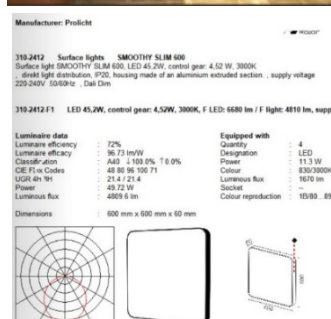 Manufacturer: Prolicht
PROLICHT
310-2412 Surface lights SMOOTHY SLIM 600
Surface light SMOOTHY SLIM 600, LED 45,2W, control gear: 4,52 W, 3000K
, direkt light distribution, IP20, housing made of an aluminium extruded section. , supply voltage
220-240V 50/60Hz , Dali Dim
310-2412-F1 LED 45,2W, control gear: 4,52W, 3000K, F LED: 6680 lm / F light: 4810 lm, supp
Luminaire data Equipped with
Luminaire efficiency : 72% Quantity : 4
Luminaire efficacy : 96.73 lm/W Designation : LED
Classification : A40 ↓100.0% ↑0.0% Power : 11.3 W
CIE Flux Codes : 48 80 96 100 71 Colour : 830/3000K
UGR 4H 8H : 21.4 / 21.4 Luminous flux : 1670 lm
Power : 49.72 W Socket : --
Luminous flux : 4809.6 lm Colour reproduction : 1B/80...89
Dimensions : 600 mm x 600 mm x 60 mm